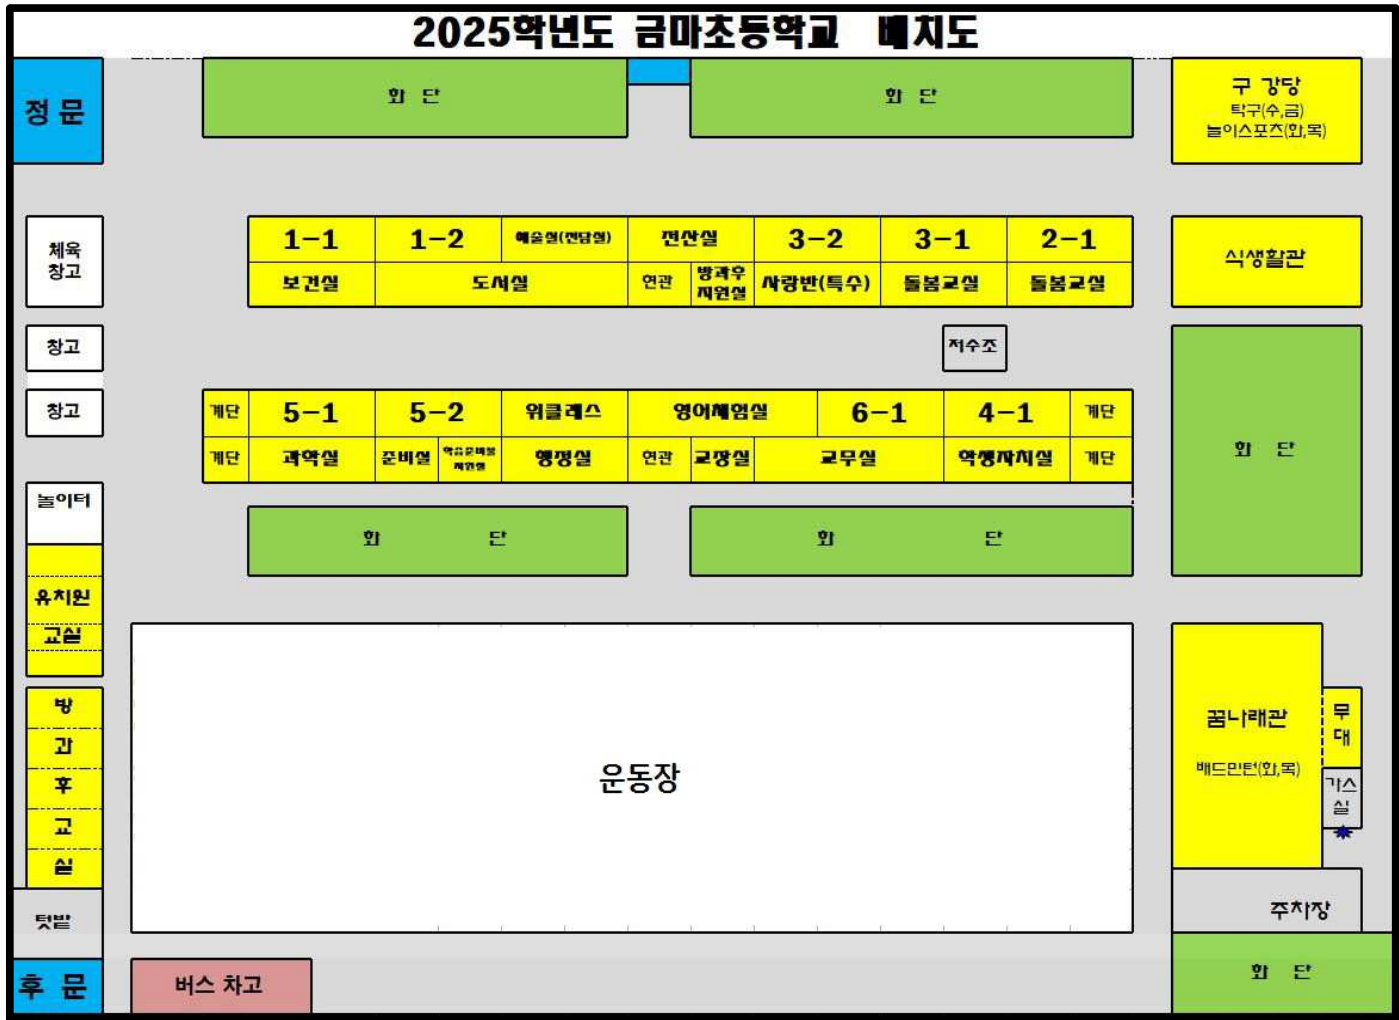 2025학년도 금마초등학교 배치도
정 문
화 단
화 단
구 강당
탁구(수,금)
놀이스포츠(화,목)
체육
창고
1-1
1-2
예술실(전담실)
전산실
3-2
3-1
2-1
보건실
도서실
현관
방과후
지원실
사랑반(특수)
돌봄교실
돌봄교실
식생활관
창고
저수조
창고
계단
5-1
5-2
위클래스
영어체험실
6-1
4-1
계단
계단
과학실
준비실
학습준비물
지원실
행정실
현관
교장실
교무실
학생자치실
계단
화 단
놀이터
화 단
화 단
유치원
교실
방
과
후
교
실
운동장
꿈나래관
배드민턴(화,목)
무
대
가스
실
텃밭
주차장
후 문
버스 차고
화 단